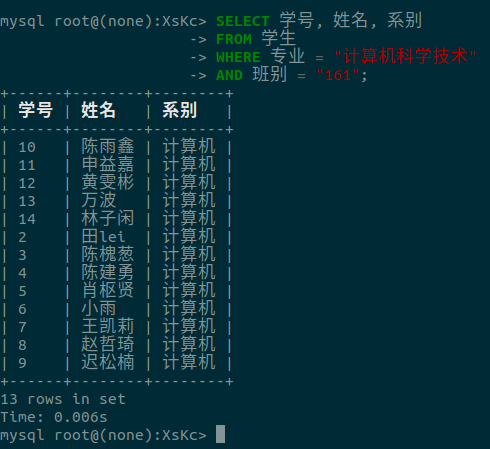 mysql root@(none):XsKc> SELECT 学号, 姓名, 系别
-> FROM 学生
-> WHERE 专业 = "计算机科学技术"
-> AND 班别 = "161";
+------+--------+--------+
| 学号 | 姓名   | 系别   |
+------+--------+--------+
| 10   | 陈雨鑫 | 计算机 |
| 11   | 申益嘉 | 计算机 |
| 12   | 黄雯彬 | 计算机 |
| 13   | 万波   | 计算机 |
| 14   | 林子闲 | 计算机 |
| 2    | 田lei  | 计算机 |
| 3    | 陈槐葱 | 计算机 |
| 4    | 陈建勇 | 计算机 |
| 5    | 肖枢贤 | 计算机 |
| 6    | 小雨   | 计算机 |
| 7    | 王凯莉 | 计算机 |
| 8    | 赵哲琦 | 计算机 |
| 9    | 迟松楠 | 计算机 |
+------+--------+--------+
13 rows in set
Time: 0.006s
mysql root@(none):XsKc>